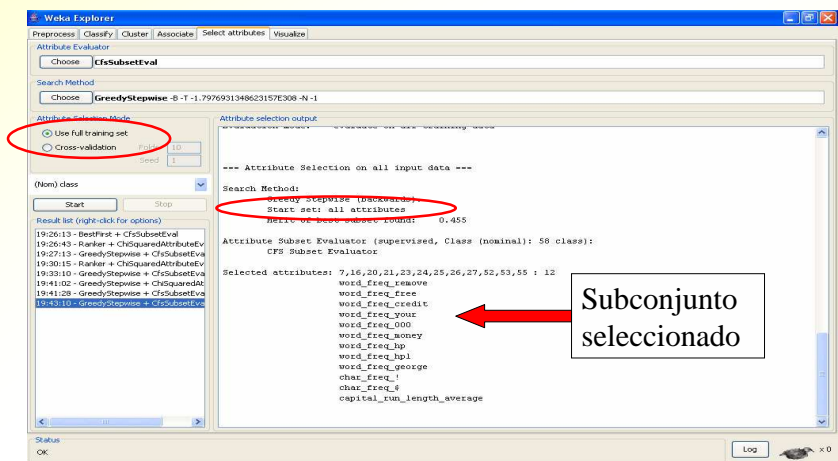 Weka Explorer
Preprocess Classify Cluster Associate Select attributes Visualize
Attribute Evaluator
Choose CfsSubsetEval
Search Method
Choose GreedyStepwise -B -T -1.7976931348623157E308 -N -1
Attribute Selection Mode
Use full training set
Cross-validation Folds 10
Seed 1
(Nom) class
Start Stop
Result list (right-click for options)
19:26:13 - BestFirst + CfsSubsetEval
19:26:43 - Ranker + ChiSquaredAttributeEv
19:27:13 - GreedyStepwise + CfsSubsetEva
19:30:15 - Ranker + ChiSquaredAttributeEv
19:33:10 - GreedyStepwise + CfsSubsetEva
19:41:02 - GreedyStepwise + ChiSquaredAt
19:41:28 - GreedyStepwise + CfsSubsetEva
19:43:10 - GreedyStepwise + CfsSubsetEva
Attribute selection output
Evaluation mode: evaluate on all training data
=== Attribute Selection on all input data ===
Search Method:
Greedy Stepwise (backwards).
Start set: all attributes
Merit of best subset found: 0.455
Attribute Subset Evaluator (supervised, Class (nominal): 58 class):
CFS Subset Evaluator
Selected attributes: 7,16,20,21,23,24,25,26,27,52,53,55 : 12
word_freq_remove
word_freq_free
word_freq_credit
word_freq_your
word_freq_000
word_freq_money
word_freq_hp
word_freq_hpl
word_freq_george
char_freq_!
char_freq_$
capital_run_length_average
Subconjunto
seleccionado
Status
OK
Log x 0